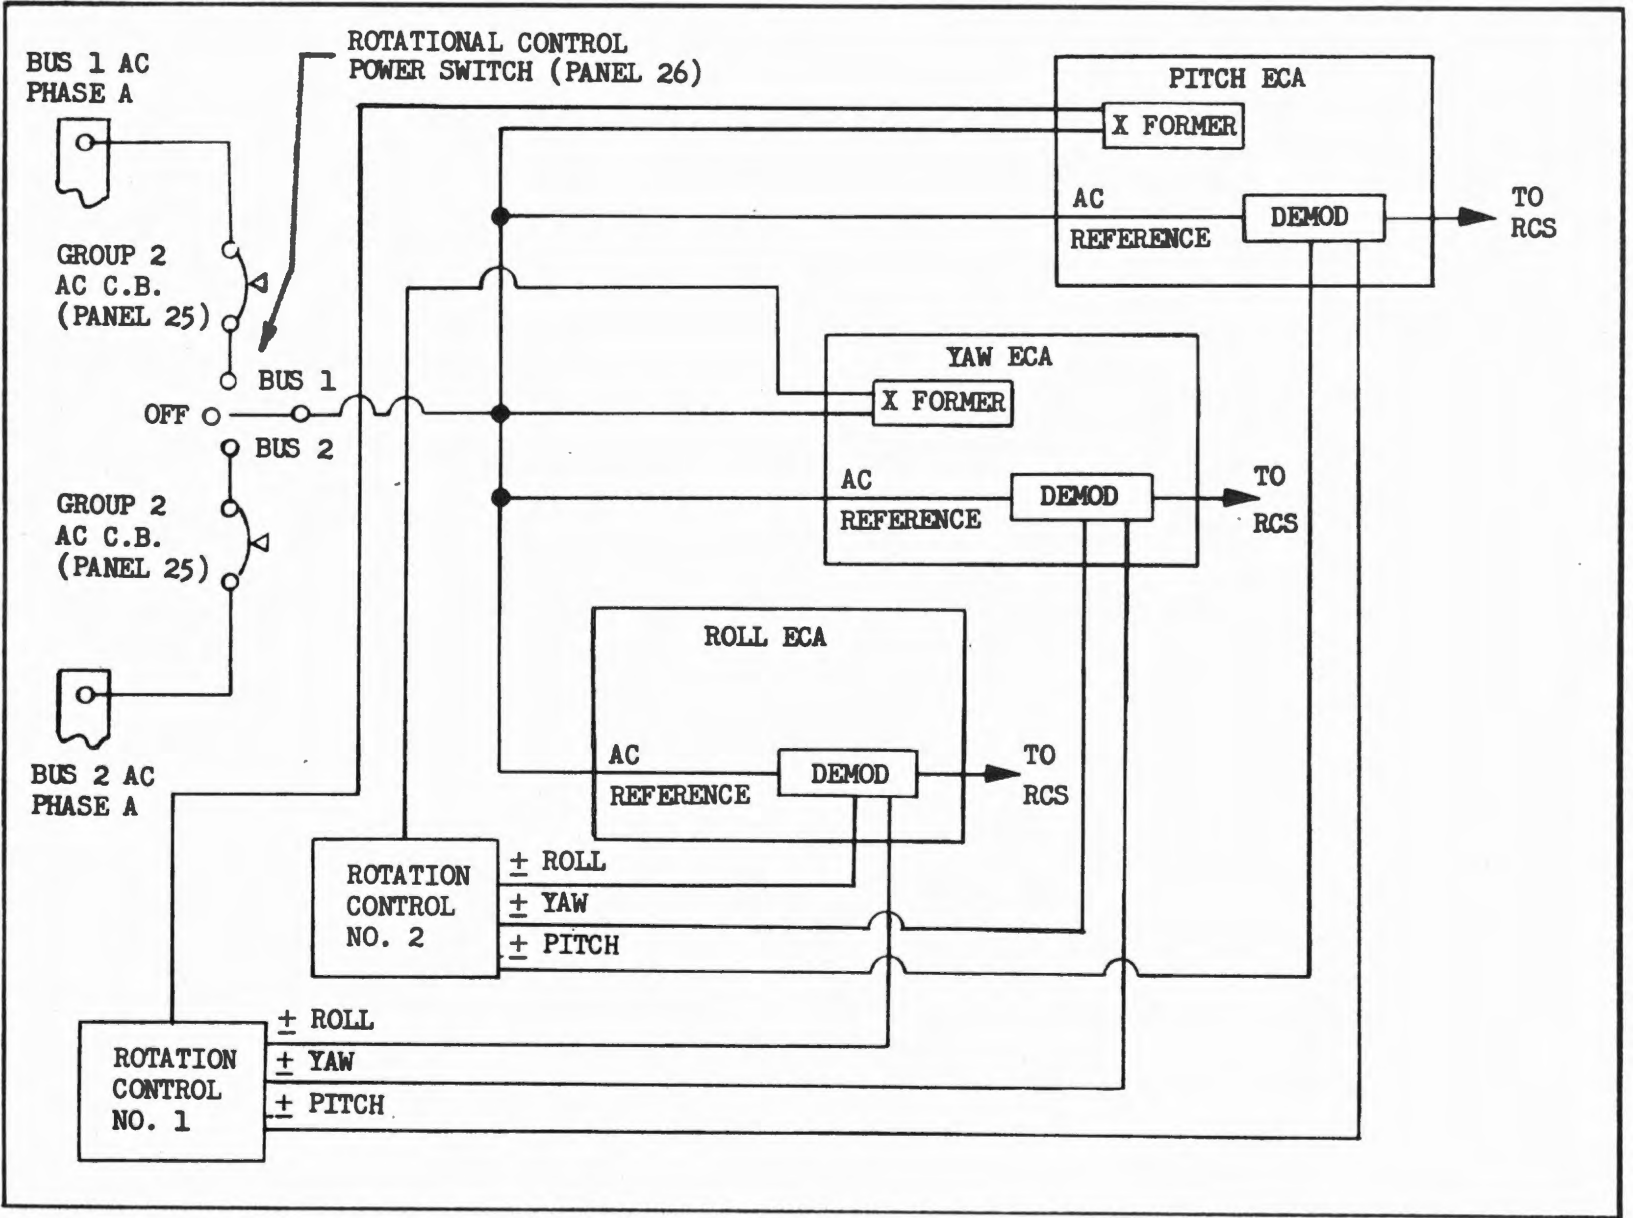 ROTATIONAL CONTROL
POWER SWITCH (PANEL 26)
BUS 1 AC
PHASE A
PITCH ECA
X FORMER
AC
REFERENCE
DEMOD
TO
RCS
GROUP 2
AC C.B.
(PANEL 25)
BUS 1
OFF
BUS 2
YAW ECA
X FORMER
AC
REFERENCE
DEMOD
TO
RCS
GROUP 2
AC C.B.
(PANEL 25)
ROLL ECA
AC
REFERENCE
DEMOD
TO
RCS
BUS 2 AC
PHASE A
ROTATION
CONTROL
NO. 2
± ROLL
± YAW
± PITCH
ROTATION
CONTROL
NO. 1
± ROLL
± YAW
± PITCH